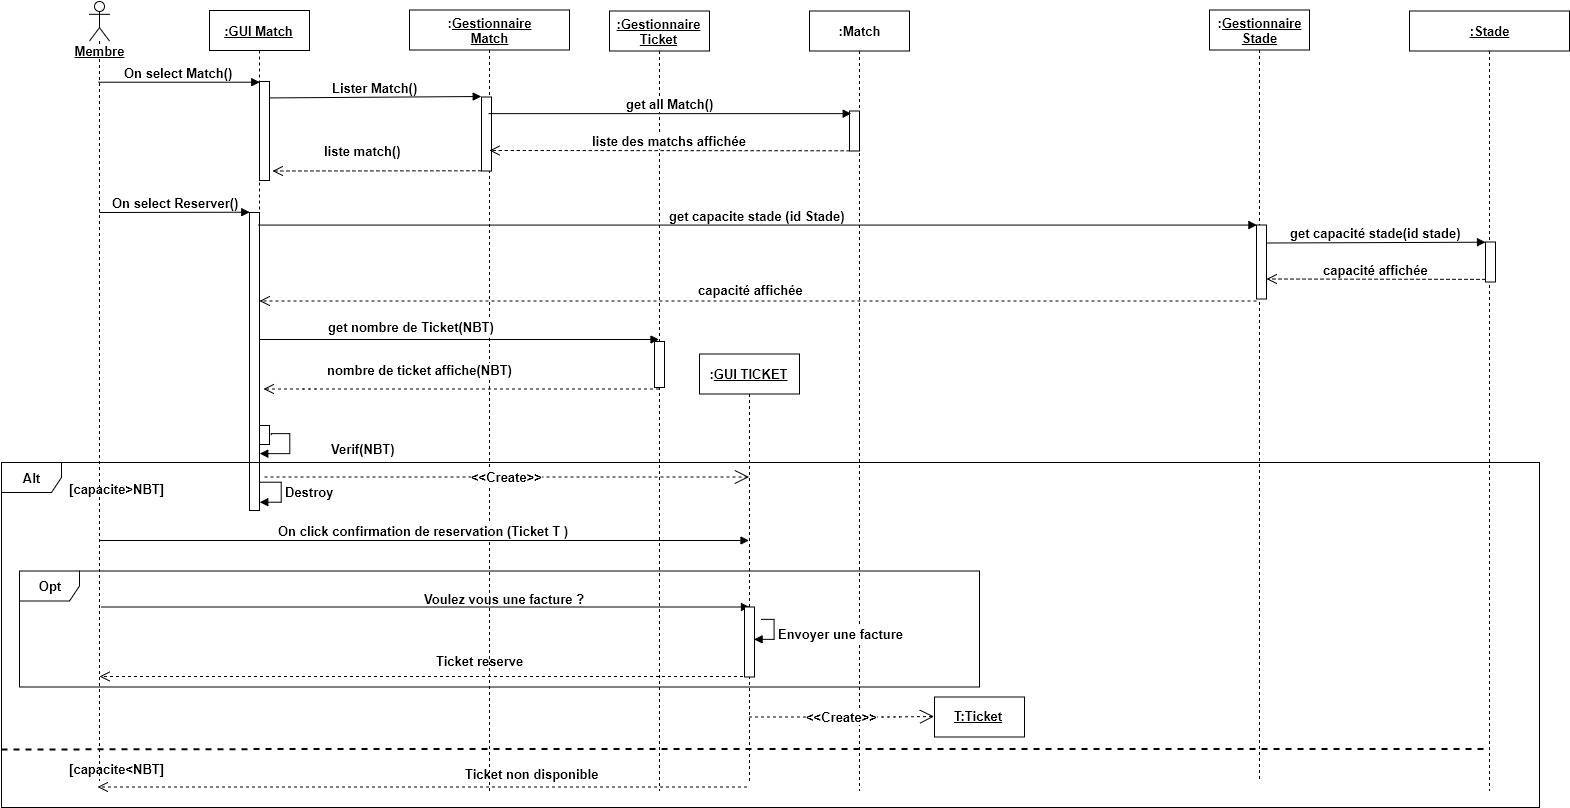 Membre
:GUI Match
:Gestionnaire
Match
:Gestionnaire
Ticket
:Match
:Gestionnaire
Stade
:Stade
On select Match()
Lister Match()
get all Match()
liste des matchs affichée
liste match()
On select Reserver()
get capacite stade (id Stade)
get capacité stade(id stade)
capacité affichée
capacité affichée
get nombre de Ticket(NBT)
nombre de ticket affiche(NBT)
:GUI TICKET
Verif(NBT)
Alt
[capacite>NBT]
<<Create>>
Destroy
On click confirmation de reservation (Ticket T )
Opt
Voulez vous une facture ?
Envoyer une facture
Ticket reserve
<<Create>>
T:Ticket
[capacite<NBT]
Ticket non disponible